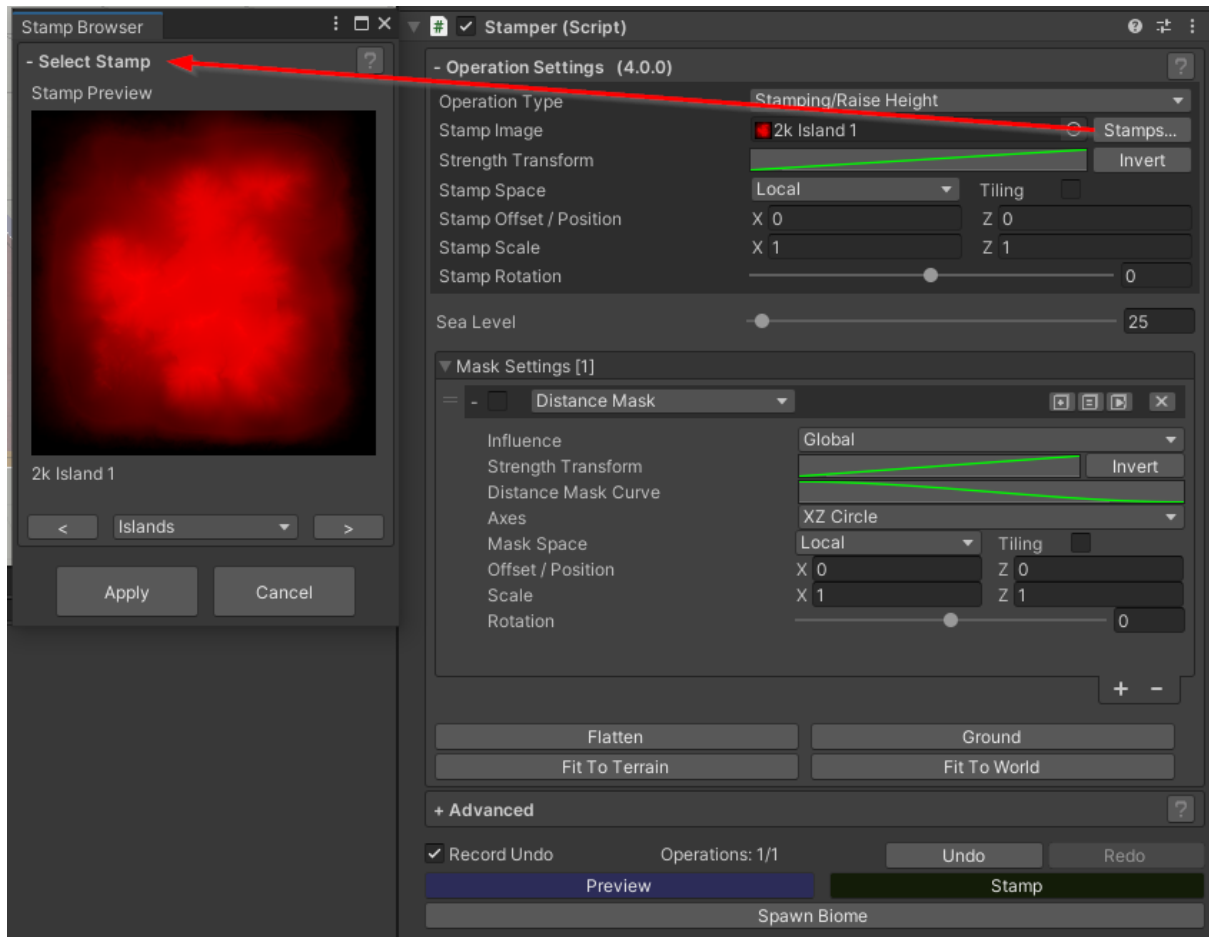 Stamp Browser
- Select Stamp
?
Stamp Preview
2k Island 1
<
Islands
>
Apply
Cancel
# Stamper (Script)
- Operation Settings (4.0.0)
?
Operation Type Stamping/Raise Height
Stamp Image 2k Island 1 Stamps...
Strength Transform Invert
Stamp Space Local Tiling
Stamp Offset / Position X 0 Z 0
Stamp Scale X 1 Z 1
Stamp Rotation 0
Sea Level 25
Mask Settings [1]
- Distance Mask
Influence Global
Strength Transform Invert
Distance Mask Curve
Axes XZ Circle
Mask Space Local Tiling
Offset / Position X 0 Z 0
Scale X 1 Z 1
Rotation 0
+ -
Flatten Ground
Fit To Terrain Fit To World
+ Advanced ?
Record Undo Operations: 1/1 Undo Redo
Preview Stamp
Spawn Biome